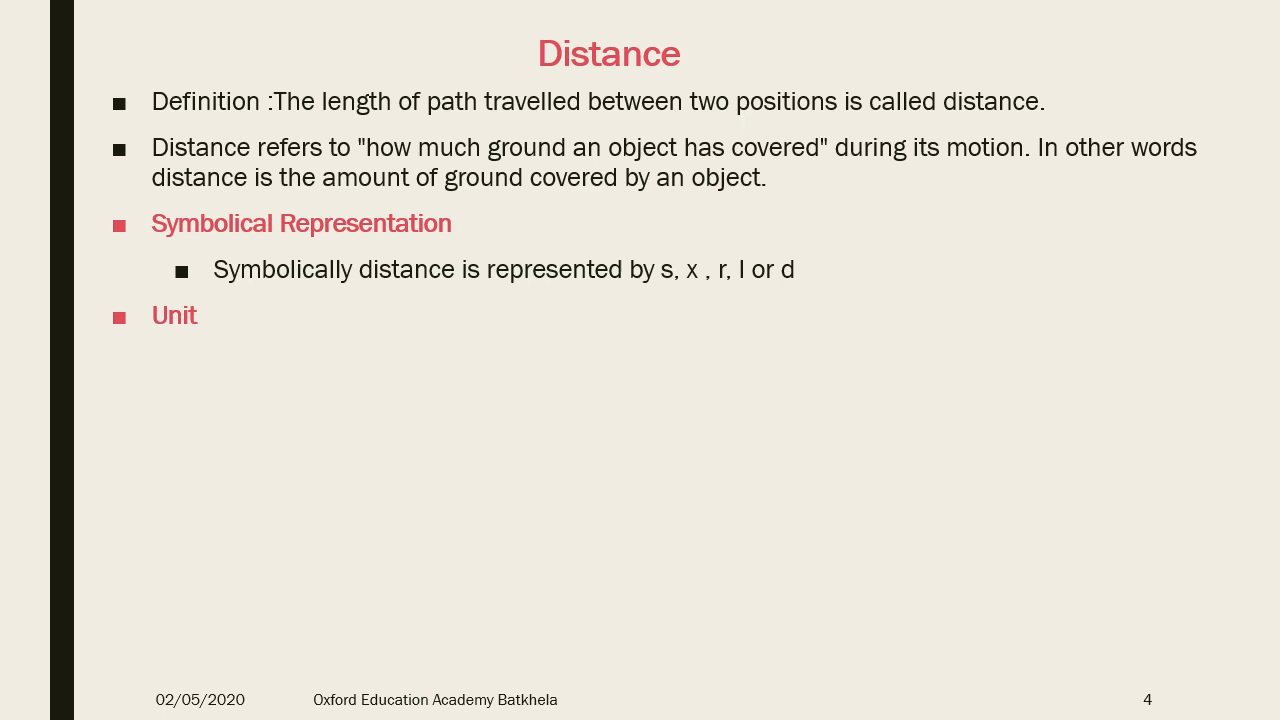 Distance
■ Definition :The length of path travelled between two positions is called distance.
■ Distance refers to "how much ground an object has covered" during its motion. In other words
distance is the amount of ground covered by an object.
■ Symbolical Representation
■ Symbolically distance is represented by s, x , r, l or d
■ Unit
02/05/2020 Oxford Education Academy Batkhela 4